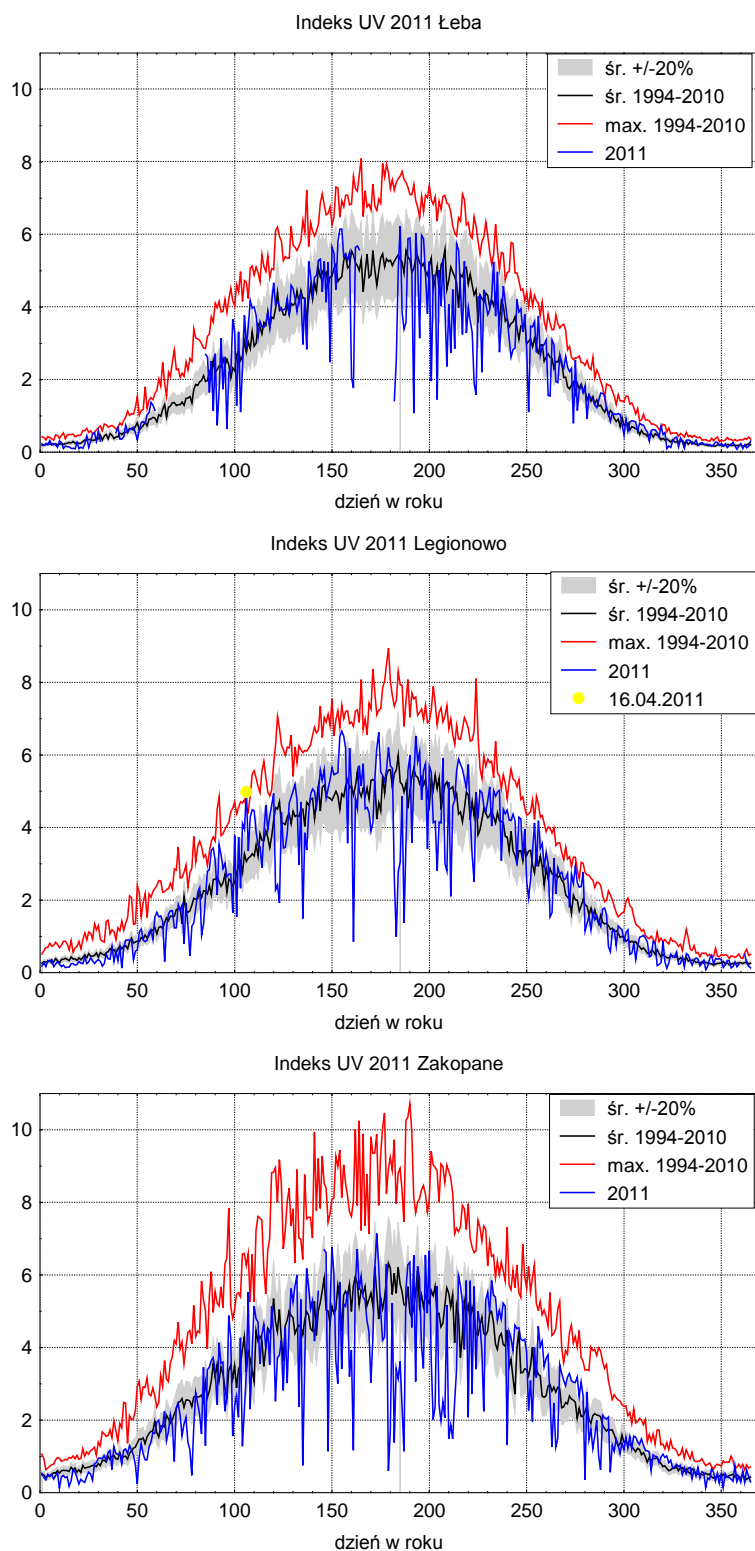 Indeks UV 2011 Łeba
śr. +/-20%
śr. 1994-2010
max. 1994-2010
2011
10
8
6
4
2
0
0 50 100 150 200 250 300 350
dzień w roku
Indeks UV 2011 Legionowo
śr. +/-20%
śr. 1994-2010
max. 1994-2010
2011
16.04.2011
10
8
6
4
2
0
0 50 100 150 200 250 300 350
dzień w roku
Indeks UV 2011 Zakopane
śr. +/-20%
śr. 1994-2010
max. 1994-2010
2011
10
8
6
4
2
0
0 50 100 150 200 250 300 350
dzień w roku